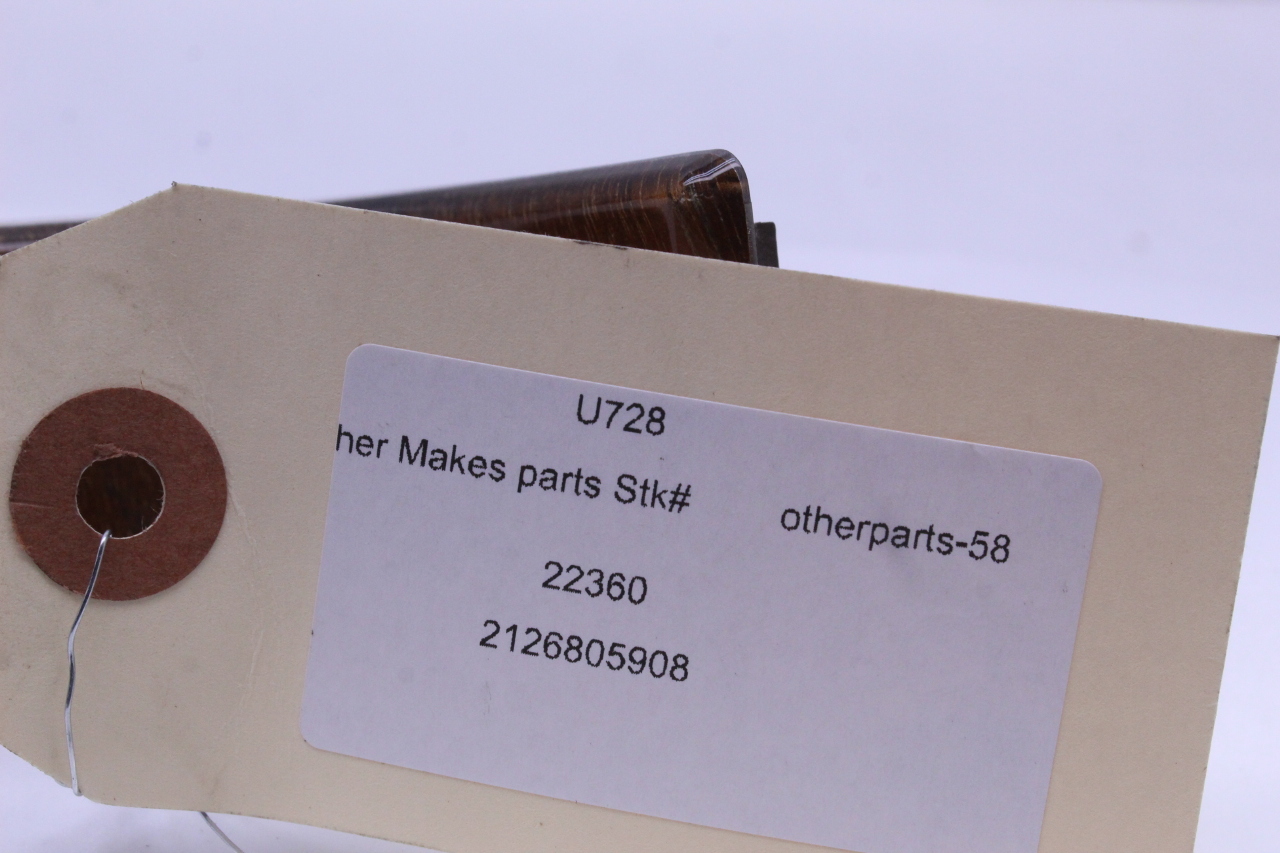 U728
her Makes parts Stk# otherparts-58
22360
2126805908